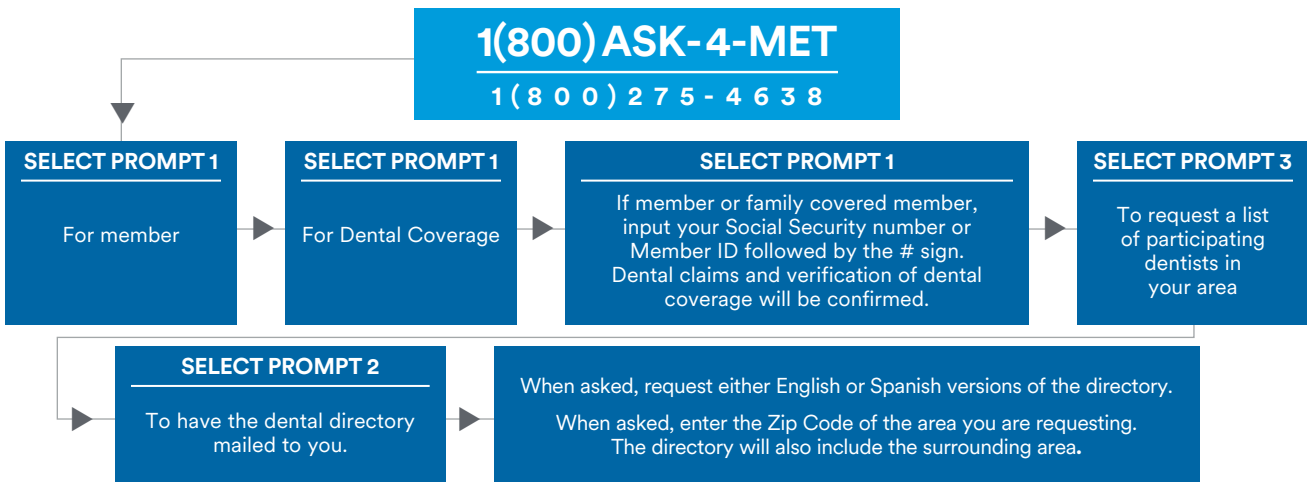 1(800) ASK-4-MET
1(800)275-4638
SELECT PROMPT 1
For member
SELECT PROMPT 1
For Dental Coverage
SELECT PROMPT 1
If member or family covered member,
input your Social Security number or
Member ID followed by the # sign.
Dental claims and verification of dental
coverage will be confirmed.
SELECT PROMPT 3
To request a list
of participating
dentists in
your area
SELECT PROMPT 2
To have the dental directory
mailed to you.
When asked, request either English or Spanish versions of the directory.
When asked, enter the Zip Code of the area you are requesting.
The directory will also include the surrounding area.